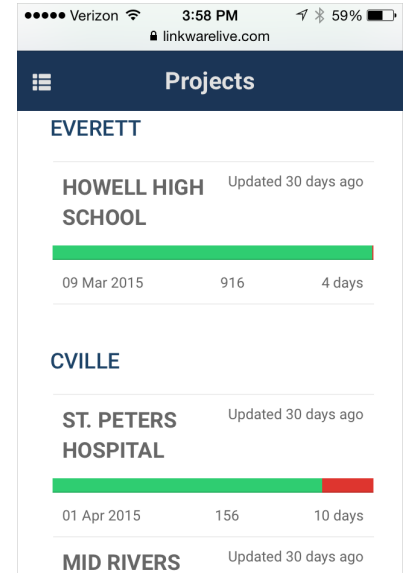 Verizon 3:58 PM 59%
linkwarelive.com
Projects
EVERETT
HOWELL HIGH Updated 30 days ago
SCHOOL
09 Mar 2015 916 4 days
CVILLE
ST. PETERS Updated 30 days ago
HOSPITAL
01 Apr 2015 156 10 days
MID RIVERS Updated 30 days ago